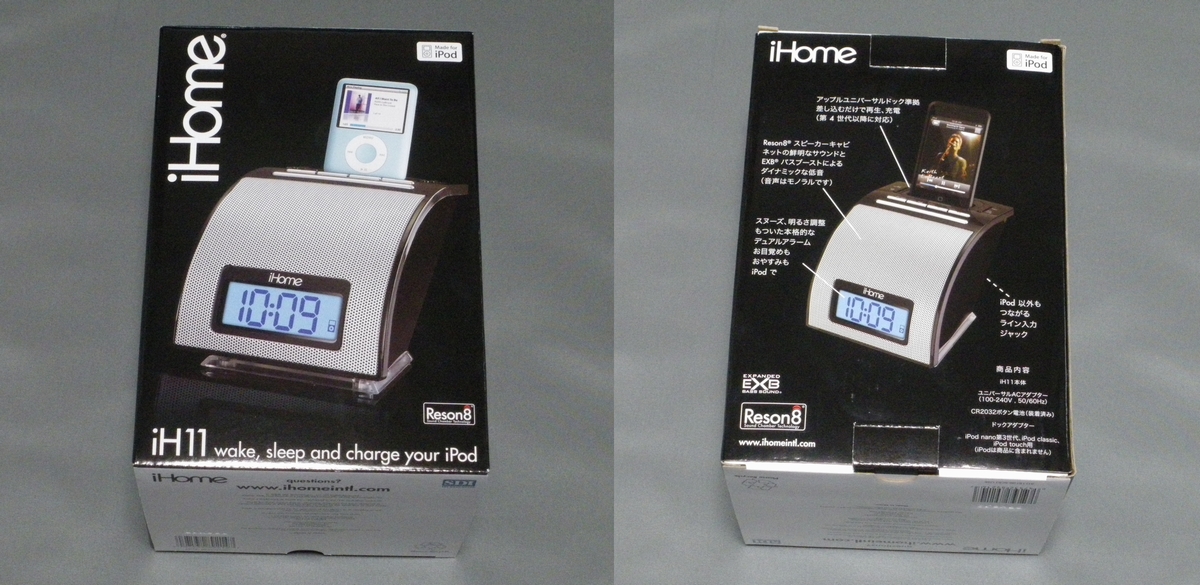 iHome
Made for
iPod
iHome
10:09
Reson8
Sound Chamber Technology
iH11 wake, sleep and charge your iPod
iHome
questions?
www.ihomeintl.com
SDI
iHome
Made for
iPod
アップルユニバーサルドック準拠
差し込むだけで再生、充電
(第 4 世代以降に対応)
Reson8® スピーカーキャビ
ネットの鮮明なサウンドと
EXB® バスブーストによる
ダイナミックな低音
(音声はモノラルです)
スヌーズ、明るさ調整
もついた本格的な
デュアルアラーム
お目覚めも
おやすみも
iPod で
iHome
10:09
iPod 以外も
つながる
ライン入力
ジャック
EXPANDED
EXB
BASS SOUND
Reson8
Sound Chamber Technology
www.ihomeintl.com
商品内容
iH11本体
ユニバーサルACアダプター
(100-240V , 50/60Hz)
CR2032ボタン電池(装着済み)
ドックアダプター
iPod nano第3世代、iPod classic,
iPod touch用
(iPodは商品に含まれません)
www.ihomeintl.com
iHome